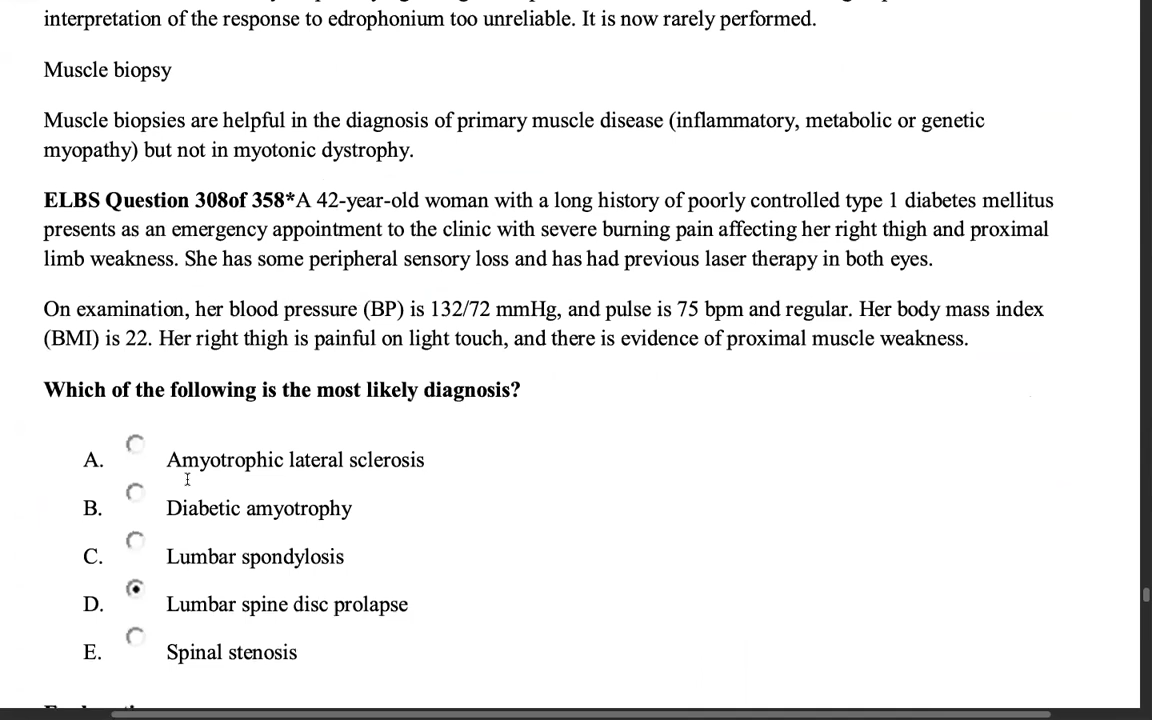 interpretation of the response to edrophonium too unreliable. It is now rarely performed.
Muscle biopsy
Muscle biopsies are helpful in the diagnosis of primary muscle disease (inflammatory, metabolic or genetic
myopathy) but not in myotonic dystrophy.
ELBS Question 308of 358*A 42-year-old woman with a long history of poorly controlled type 1 diabetes mellitus
presents as an emergency appointment to the clinic with severe burning pain affecting her right thigh and proximal
limb weakness. She has some peripheral sensory loss and has had previous laser therapy in both eyes.
On examination, her blood pressure (BP) is 132/72 mmHg, and pulse is 75 bpm and regular. Her body mass index
(BMI) is 22. Her right thigh is painful on light touch, and there is evidence of proximal muscle weakness.
Which of the following is the most likely diagnosis?
A. Amyotrophic lateral sclerosis
B. Diabetic amyotrophy
C. Lumbar spondylosis
D. Lumbar spine disc prolapse
E. Spinal stenosis